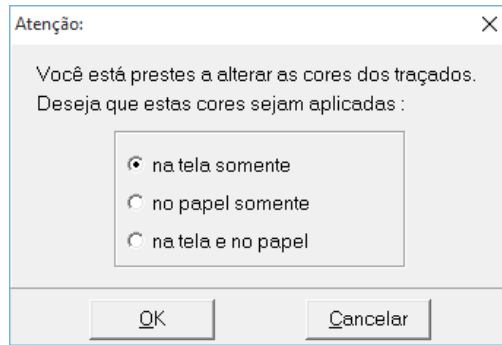 Atenção:
Você está prestes a alterar as cores dos traçados.
Deseja que estas cores sejam aplicadas :
na tela somente
no papel somente
na tela e no papel
OK
Cancelar